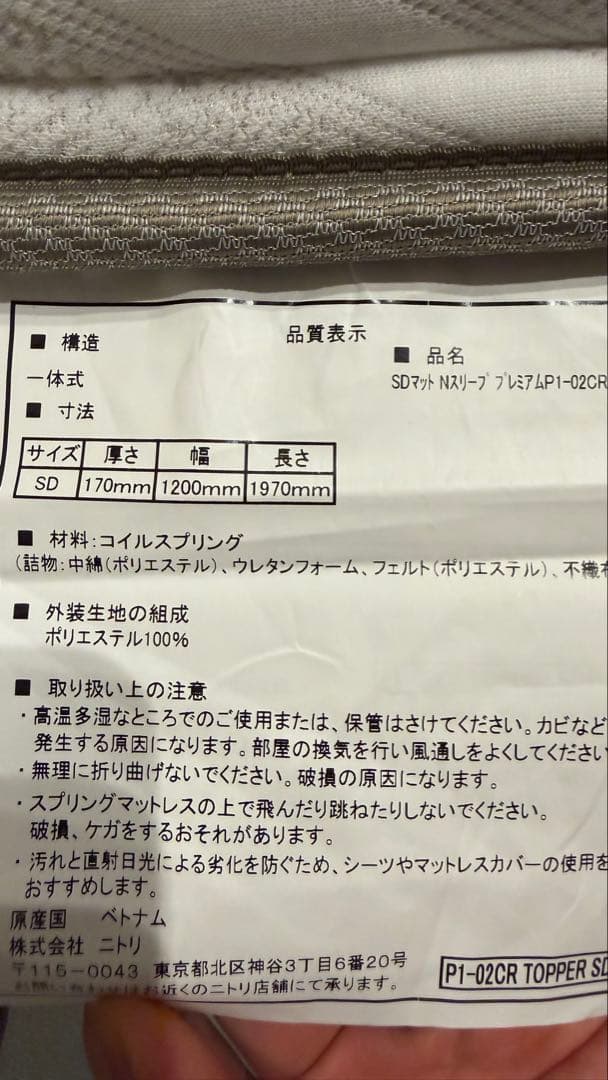 品質表示
■ 構造
■ 品名
一体式
SDマット Nスリープ プレミアムP1-02CR
■ 寸法
サイズ 厚さ 幅 長さ
SD 170mm 1200mm 1970mm
■ 材料:コイルスプリング
(詰物:中綿(ポリエステル)、ウレタンフォーム、フェルト(ポリエステル)、不織布
■ 外装生地の組成
ポリエステル100%
■ 取り扱い上の注意
・高温多湿なところでのご使用または、保管はさけてください。カビなど
発生する原因になります。部屋の換気を行い風通しをよくしてください
・無理に折り曲げないでください。破損の原因になります。
・スプリングマットレスの上で飛んだり跳ねたりしないでください。
破損、ケガをするおそれがあります。
・汚れと直射日光による劣化を防ぐため、シーツやマットレスカバーの使用を
おすすめします。
原産国 ベトナム
株式会社 ニトリ
〒115-0043 東京都北区神谷3丁目6番20号
お近くのニトリ店舗にて承ります。
P1-02CR TOPPER SD